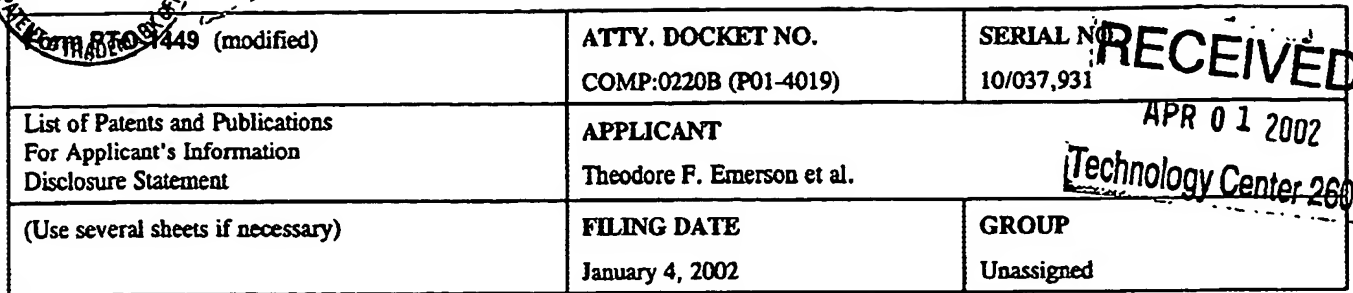 Form PTO 1449 (modified)
ATTY. DOCKET NO.
SERIAL NO.
COMP:0220B (P01-4019)
10/037,931
RECEIVED
APR 0 1 2002
Technology Center 260
List of Patents and Publications
For Applicant's Information
Disclosure Statement
APPLICANT
Theodore F. Emerson et al.
(Use several sheets if necessary)
FILING DATE
January 4, 2002
GROUP
Unassigned